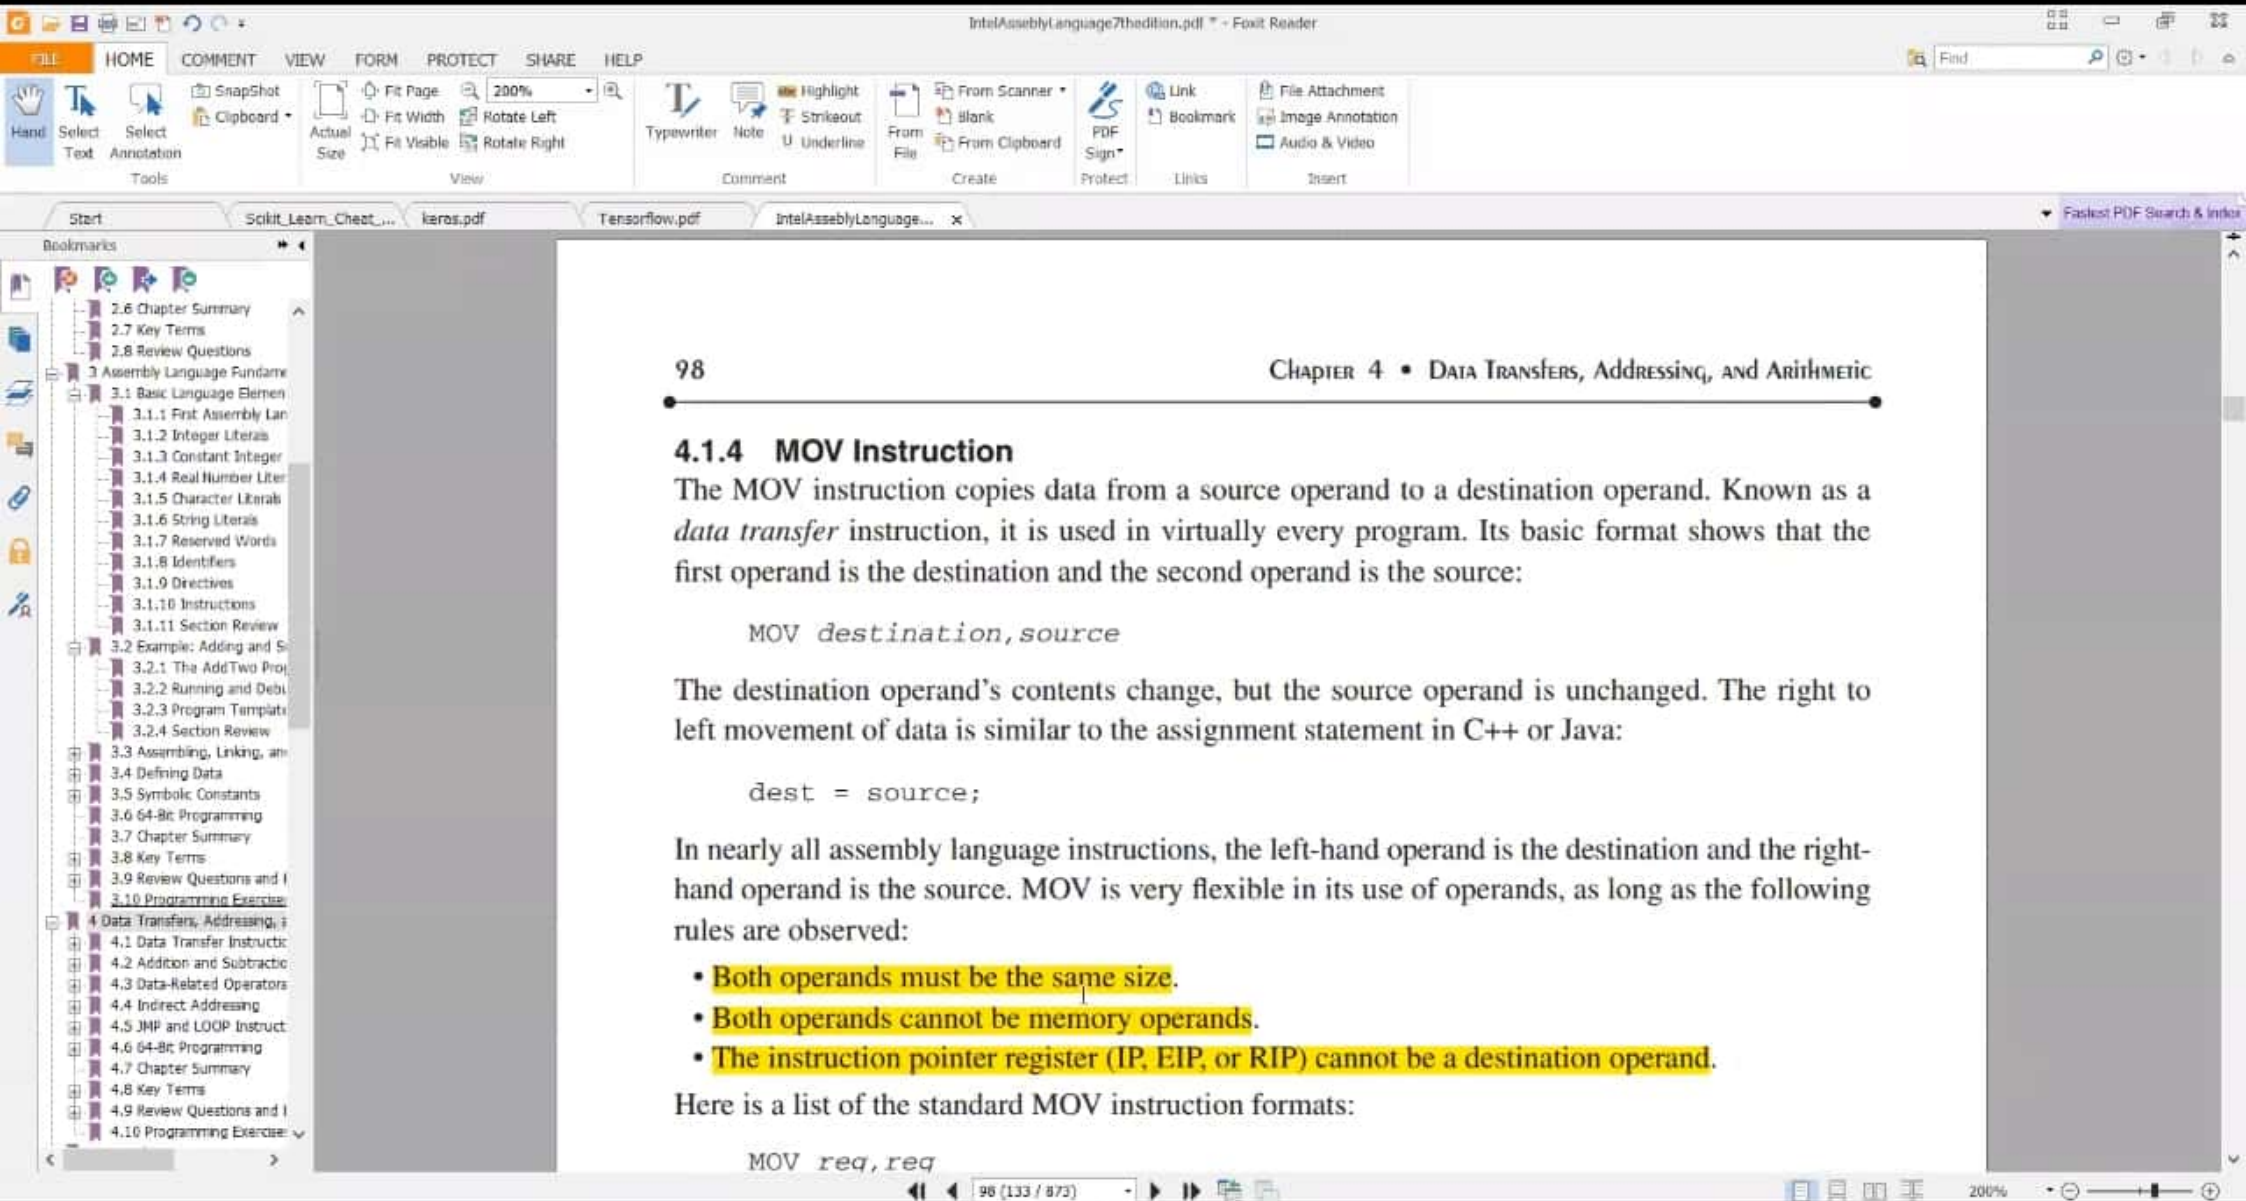 IntelAsseblyLanguage7thedition.pdf * - Foxit Reader
FILE HOME COMMENT VIEW FORM PROTECT SHARE HELP
Find
Hand
Select Text
Select Annotation
SnapShot
Clipboard
Tools
Actual Size
Fit Page
Fit Width
Fit Visible
200%
Rotate Left
Rotate Right
View
Typewriter
Note
Highlight
Strikeout
Underline
Comment
From File
From Scanner
Blank
From Clipboard
Create
PDF Sign
Protect
Link
Bookmark
Links
File Attachment
Image Annotation
Audio & Video
Insert
Start
Scikit_Learn_Cheat_...
keras.pdf
Tensorflow.pdf
IntelAsseblyLanguage...
Fastest PDF Search & Index
Bookmarks
2.6 Chapter Summary
2.7 Key Terms
2.8 Review Questions
3 Assembly Language Fundame
3.1 Basic Language Elemen
3.1.1 First Assembly Lan
3.1.2 Integer Literals
3.1.3 Constant Integer
3.1.4 Real Number Liter
3.1.5 Character Literals
3.1.6 String Literals
3.1.7 Reserved Words
3.1.8 Identifiers
3.1.9 Directives
3.1.10 Instructions
3.1.11 Section Review
3.2 Example: Adding and S
3.2.1 The AddTwo Prog
3.2.2 Running and Debu
3.2.3 Program Template
3.2.4 Section Review
3.3 Assembling, Linking, an
3.4 Defining Data
3.5 Symbolic Constants
3.6 64-Bit Programming
3.7 Chapter Summary
3.8 Key Terms
3.9 Review Questions and
3.10 Programming Exercise
4 Data Transfers, Addressing, a
4.1 Data Transfer Instructio
4.2 Addition and Subtractio
4.3 Data-Related Operators
4.4 Indirect Addressing
4.5 JMP and LOOP Instruct
4.6 64-Bit Programming
4.7 Chapter Summary
4.8 Key Terms
4.9 Review Questions and
4.10 Programming Exercise
98 Chapter 4 • Data Transfers, Addressing, and Arithmetic
4.1.4 MOV Instruction
The MOV instruction copies data from a source operand to a destination operand. Known as a
data transfer instruction, it is used in virtually every program. Its basic format shows that the
first operand is the destination and the second operand is the source:
MOV destination,source
The destination operand's contents change, but the source operand is unchanged. The right to
left movement of data is similar to the assignment statement in C++ or Java:
dest = source;
In nearly all assembly language instructions, the left-hand operand is the destination and the right-
hand operand is the source. MOV is very flexible in its use of operands, as long as the following
rules are observed:
• Both operands must be the same size.
• Both operands cannot be memory operands.
• The instruction pointer register (IP, EIP, or RIP) cannot be a destination operand.
Here is a list of the standard MOV instruction formats:
MOV reg,reg
98 (133 / 873)
200%